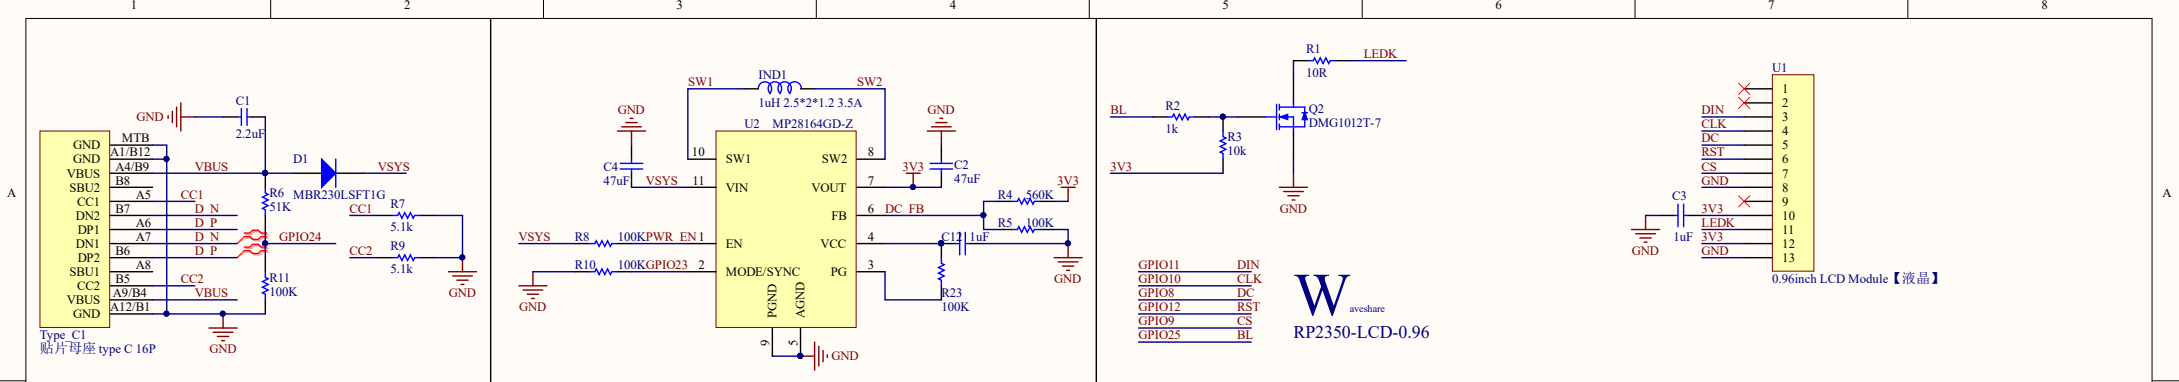 1 2 3 4 5 6 7 8
A
A
GND
C1
2.2uF
MTB
GND
GND A1/B12
VBUS A4/B9 VBUS
SBU2 B8
CC1 A5 CC1
DN2 B7 D_N
DP1 A6 D_P
DN1 A7 D_N
DP2 B6 D_P
SBU1 A8
CC2 B5 CC2
VBUS A9/B4 VBUS
GND A12/B1
Type_C1
贴片母座 type C 16P
GND
D1
VSYS
MBR230LSFT1G
R6
51K
GPIO24
R11
100K
CC1
R7
5.1k
CC2
R9
5.1k
GND
SW1
IND1
SW2
1uH 2.5*2*1.2 3.5A
U2 MP28164GD-Z
GND
C4
47uF
VSYS
10 SW1
11 VIN
1 EN
2 MODE/SYNC
SW2 8
VOUT 7
FB 6
VCC 4
PG 3
PGND
AGND
9
5
GND
VSYS R8 100K PWR_EN
R10 100K GPIO23
GND
GND
C2
47uF
3V3
DC_FB
R4 560K
3V3
R5 100K
C12 1uF
R23
100K
GND
R1
10R
LEDK
BL
R2
1k
Q2
DMG1012T-7
R3
10k
3V3
GND
GPIO11 DIN
GPIO10 CLK
GPIO8 DC
GPIO12 RST
GPIO9 CS
GPIO25 BL
Waveshare
RP2350-LCD-0.96
U1
1
2
DIN 3
CLK 4
DC 5
RST 6
CS 7
GND 8
9
3V3 10
LEDK 11
3V3 12
GND 13
C3
1uF
GND
0.96inch LCD Module【液晶】